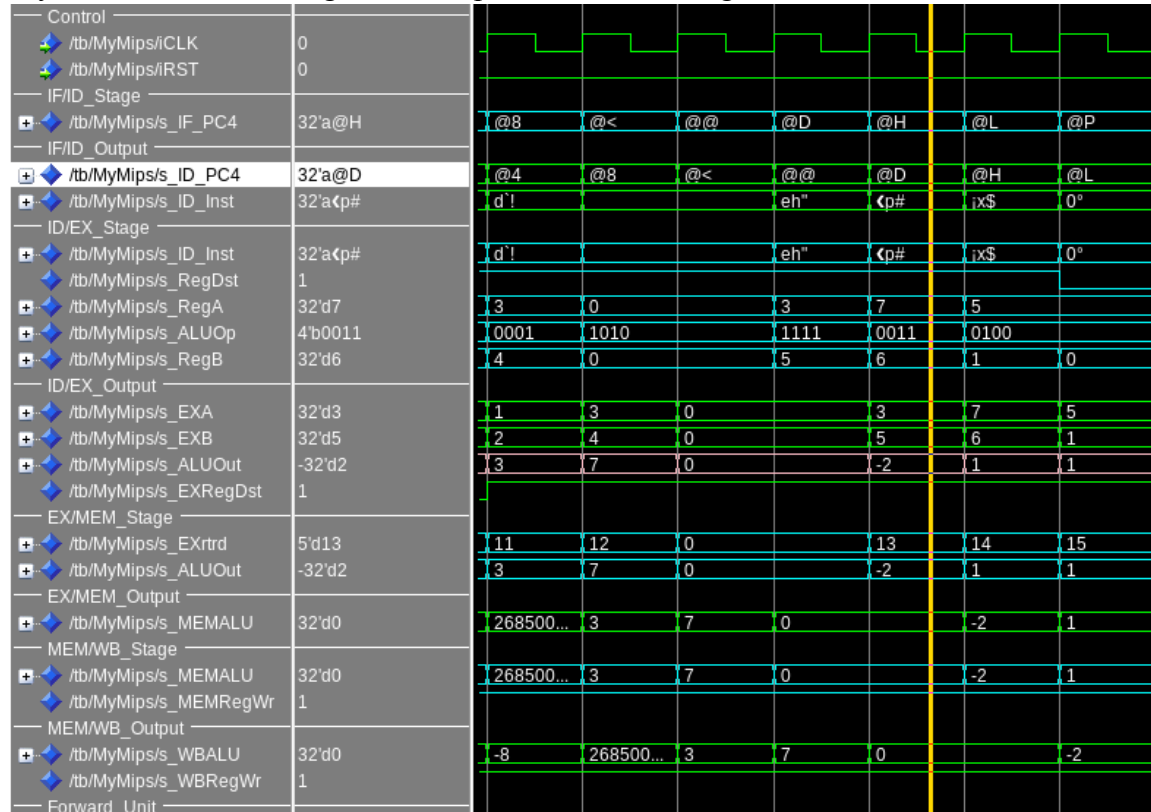 Control
/tb/MyMips/iCLK 0
/tb/MyMips/iRST 0
IF/ID_Stage
/tb/MyMips/s_IF_PC4 32'a@H @8 @< @@ @D @H @L @P
IF/ID_Output
/tb/MyMips/s_ID_PC4 32'a@D @4 @8 @< @@ @D @H @L
/tb/MyMips/s_ID_Inst 32'a❮p# d`! eh" ❮p# ¡x$ 0°
ID/EX_Stage
/tb/MyMips/s_ID_Inst 32'a❮p# d`! eh" ❮p# ¡x$ 0°
/tb/MyMips/s_RegDst 1
/tb/MyMips/s_RegA 32'd7 3 0 3 7 5
/tb/MyMips/s_ALUOp 4'b0011 0001 1010 1111 0011 0100
/tb/MyMips/s_RegB 32'd6 4 0 5 6 1 0
ID/EX_Output
/tb/MyMips/s_EXA 32'd3 1 3 0 3 7 5
/tb/MyMips/s_EXB 32'd5 2 4 0 5 6 1
/tb/MyMips/s_ALUOut -32'd2 3 7 0 -2 1 1
/tb/MyMips/s_EXRegDst 1
EX/MEM_Stage
/tb/MyMips/s_EXrtrd 5'd13 11 12 0 13 14 15
/tb/MyMips/s_ALUOut -32'd2 3 7 0 -2 1 1
EX/MEM_Output
/tb/MyMips/s_MEMALU 32'd0 268500... 3 7 0 -2 1
MEM/WB_Stage
/tb/MyMips/s_MEMALU 32'd0 268500... 3 7 0 -2 1
/tb/MyMips/s_MEMRegWr 1
MEM/WB_Output
/tb/MyMips/s_WBALU 32'd0 -8 268500... 3 7 0 -2
/tb/MyMips/s_WBRegWr 1
Forward_Unit